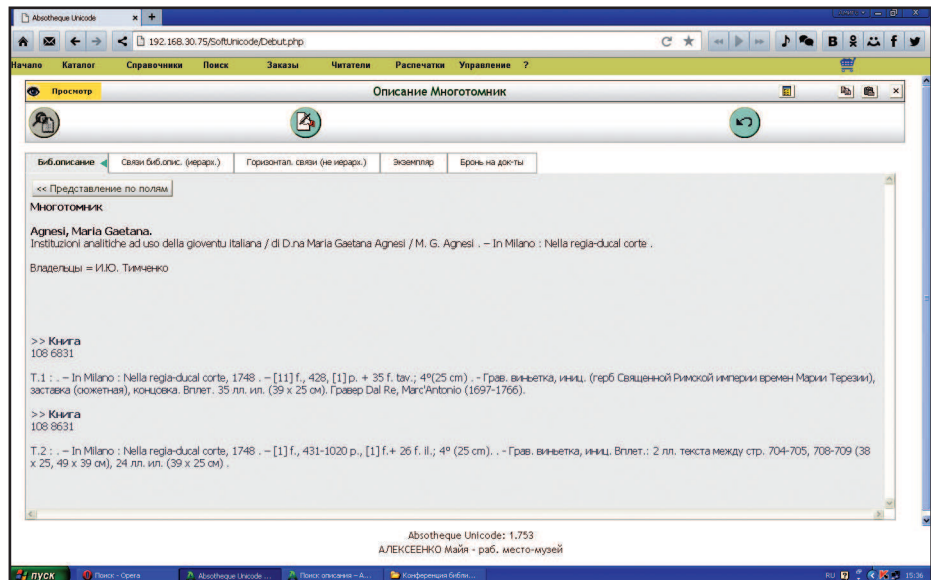 Absotheque Unicode
192.168.30.75/SoftUnicode/Debut.php
Начало Каталог Справочники Поиск Заказы Читатели Распечатки Управление ?
Просмотр Описание Многотомник
Биб.описание Связи биб.опис. (иерарх.) Горизонтал. связи (не иерарх.) Экземпляр Бронь на док-ты
<< Представление по полям
Многотомник
Agnesi, Maria Gaetana.
Instituzioni analitiche ad uso della gioventu italiana / di D.na Maria Gaetana Agnesi / M. G. Agnesi . – In Milano : Nella regia-ducal corte .
Владельцы = И.Ю. Тимченко
>> Книга
108 6831
Т.1 : . – In Milano : Nella regia-ducal corte, 1748 . – [11] f., 428, [1] p. + 35 f. tav.; 4º(25 cm) . - Грав. виньетка, иниц. (герб Священной Римской империи времен Марии Терезии),
заставка (сюжетная), концовка. Вплет. 35 лл. ил. (39 x 25 см). Гравер Dal Re, Marc'Antonio (1697-1766).
>> Книга
108 8631
Т.2 : . – In Milano : Nella regia-ducal corte, 1748 . – [1] f., 431-1020 p., [1] f.+ 26 f. il.; 4º (25 cm). . - Грав. виньетка, иниц. Вплет.: 2 лл. текста между стр. 704-705, 708-709 (38
x 25, 49 x 39 см), 24 лл. ил. (39 x 25 см) .
Absotheque Unicode: 1.753
АЛЕКСЕЕНКО Майя - раб. место-музей
пуск Поиск - Opera Absotheque Unicode ... Поиск описания – A... Конференция библи... RU 15:36